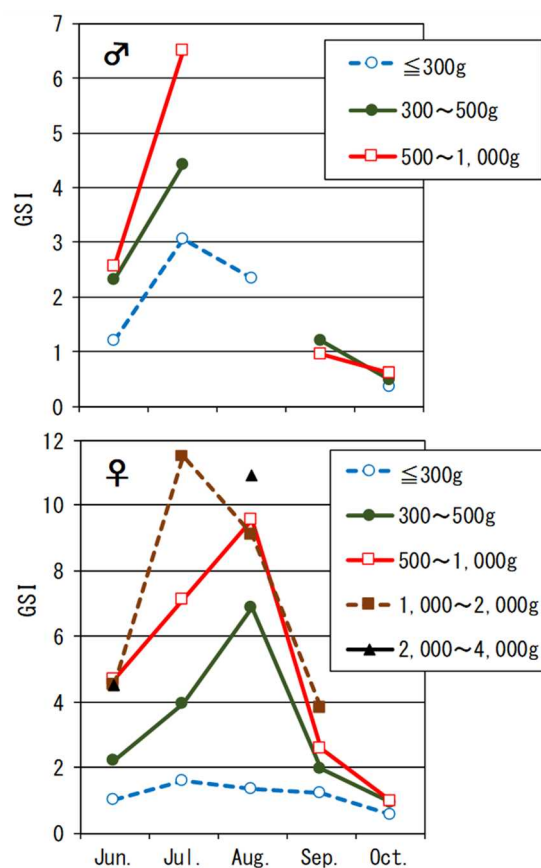 ♂
7
6
5
4
3
2
1
0
GSI
≦300g
300～500g
500～1,000g
♀
12
10
8
6
4
2
0
GSI
≦300g
300～500g
500～1,000g
1,000～2,000g
2,000～4,000g
Jun. Jul. Aug. Sep. Oct.